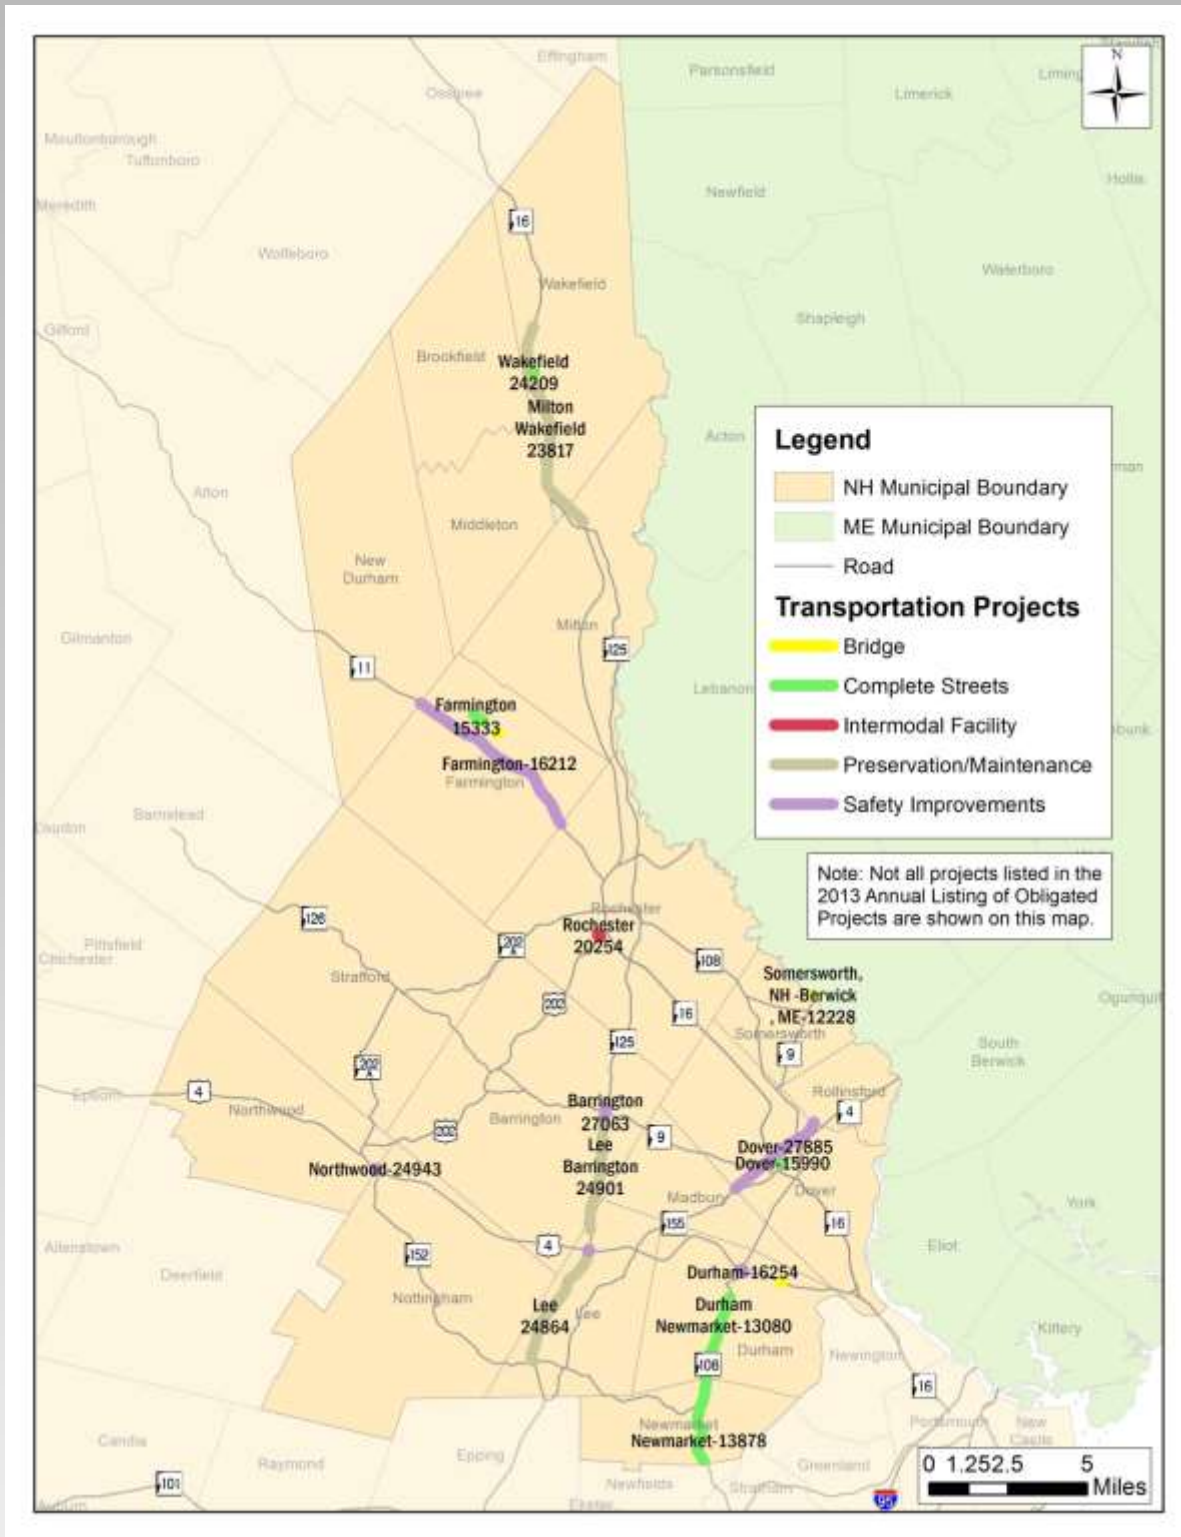 Effingham
Parsonsfield
N
Ossipee
Limerick
Moultonborough
Tuftonboro
Newfield
Hollis
Meredith
16
Wolfeboro
Waterboro
Wakefield
Shapleigh
Gilford
Brookfield
Wakefield
24209
Milton
Wakefield
23817
Acton
Alton
Middleton
New
Durham
Legend
NH Municipal Boundary
ME Municipal Boundary
Road
Transportation Projects
Bridge
Complete Streets
Intermodal Facility
Preservation/Maintenance
Safety Improvements
Gilmanton
Milton
125
11
Lebanon
Farmington
15333
Farmington-16212
Farmington
Barnstead
Note: Not all projects listed in the
2013 Annual Listing of Obligated
Projects are shown on this map.
126
Rochester
Rochester
20254
202
A
108
Pittsfield
Chichester
Strafford
Somersworth,
NH -Berwick
, ME-12228
Somersworth
202
16
Ogunquit
125
9
South
Berwick
202
A
4
Epsom
Northwood
Rollinsford
4
Barrington
Barrington
27063
202
9
Lee
Barrington
24901
Dover-27885
Dover-15990
Northwood-24943
Madbury
Dover
York
155
16
Allenstown
4
Eliot
152
Deerfield
Durham-16254
Nottingham
Lee
24864
Lee
Durham
Newmarket-13080
Kittery
Durham
Newington
108
16
Newmarket
Newmarket-13878
Portsmouth
New
Castle
Candia
Raymond
Epping
Greenland
0 1.25 2.5 5
Miles
101
Newfields
Stratham
95
Auburn
Exeter